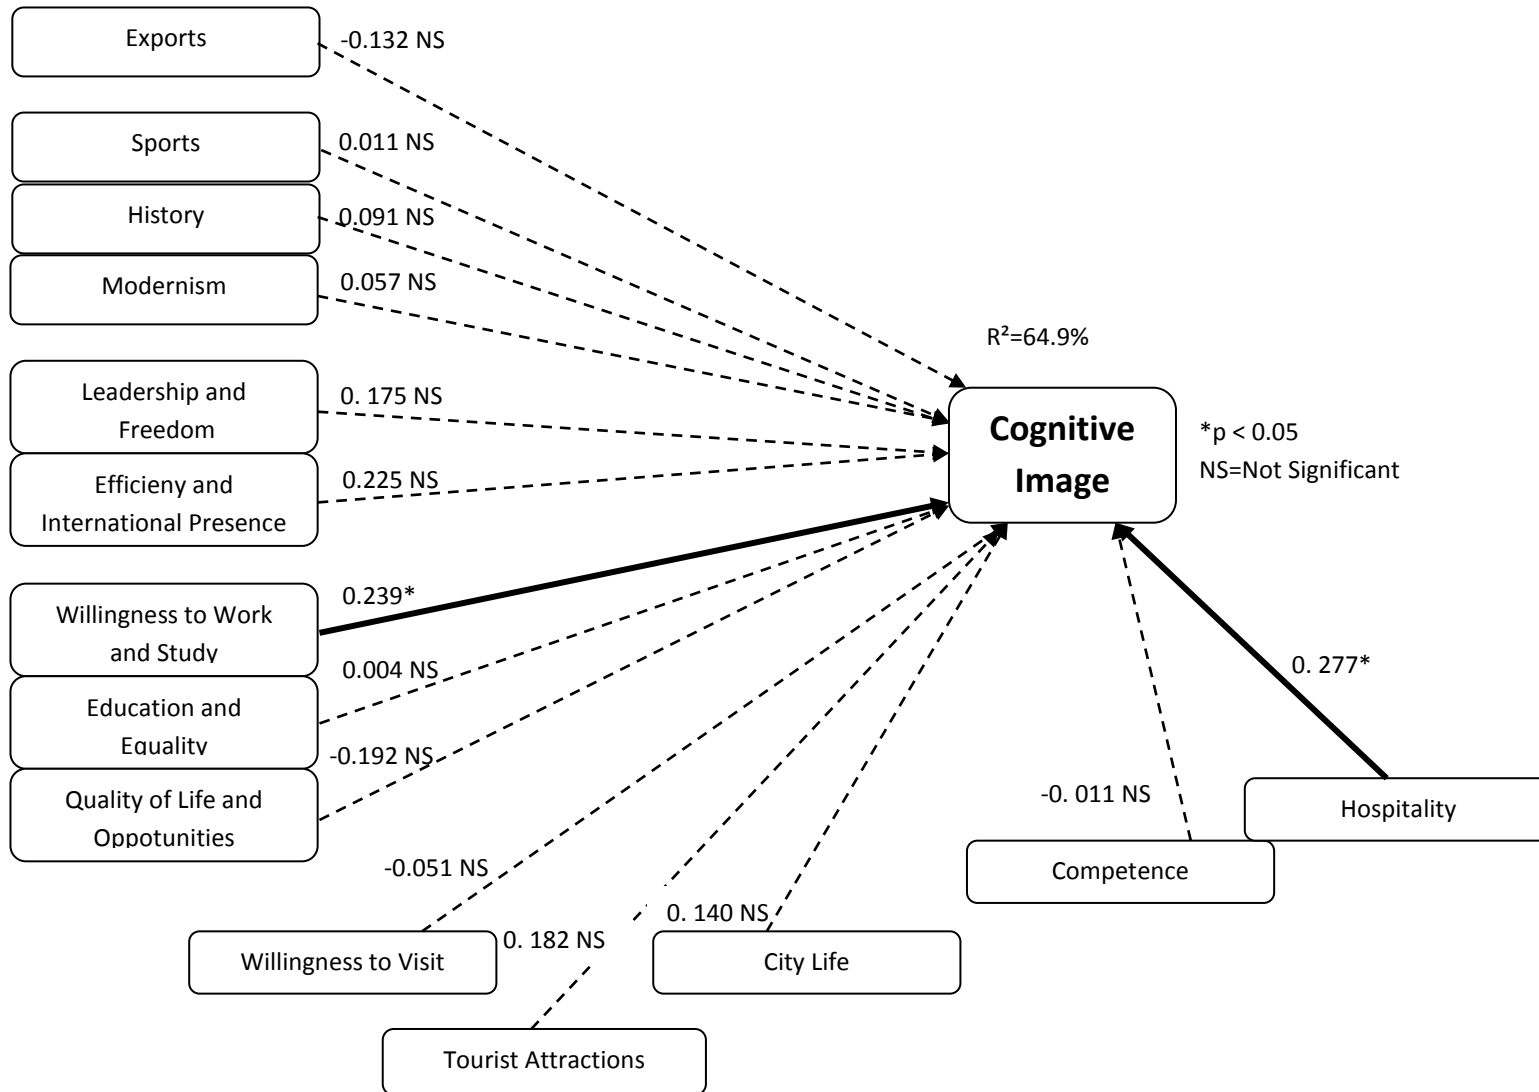 Exports
-0.132 NS
Sports
0.011 NS
History
0.091 NS
Modernism
0.057 NS
R²=64.9%
Leadership and
Freedom
0. 175 NS
Cognitive
Image
*p < 0.05
NS=Not Significant
Efficieny and
International Presence
0.225 NS
Willingness to Work
and Study
0.239*
Education and
Equality
0.004 NS
Quality of Life and
Oppotunities
-0.192 NS
0. 277*
Hospitality
-0. 011 NS
Competence
-0.051 NS
Willingness to Visit
0. 182 NS
Tourist Attractions
0. 140 NS
City Life